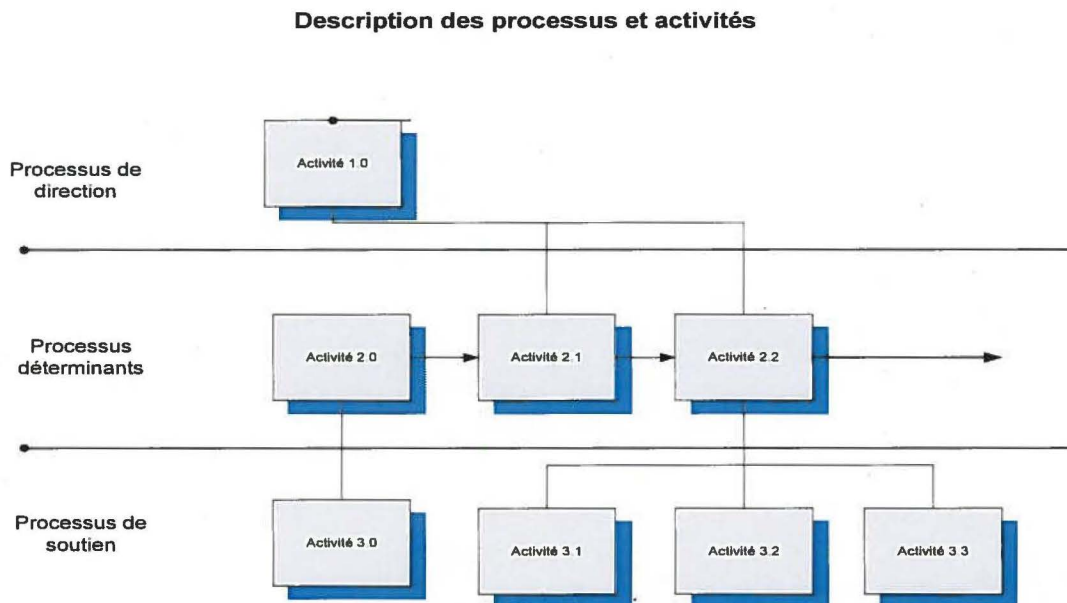 Description des processus et activités
Activité 1.0
Processus de
direction
Processus
déterminants
Activité 2.0
Activité 2.1
Activité 2.2
Processus de
soutien
Activité 3.0
Activité 3.1
Activité 3.2
Activité 3.3